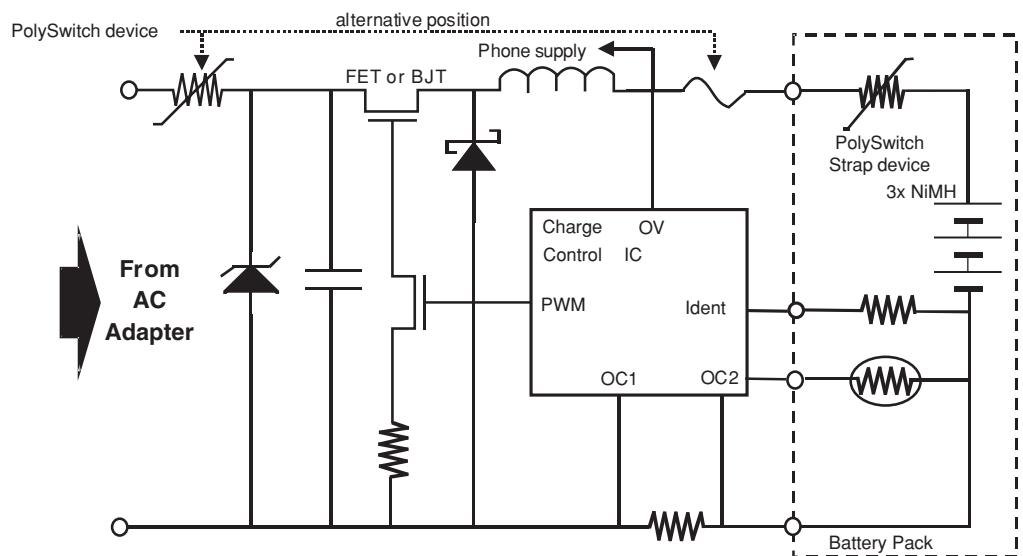 alternative position
PolySwitch device
Phone supply
FET or BJT
PolySwitch
Strap device
3x NiMH
Charge OV
Control IC
From
AC
Adapter
PWM
Ident
OC1
OC2
Battery Pack